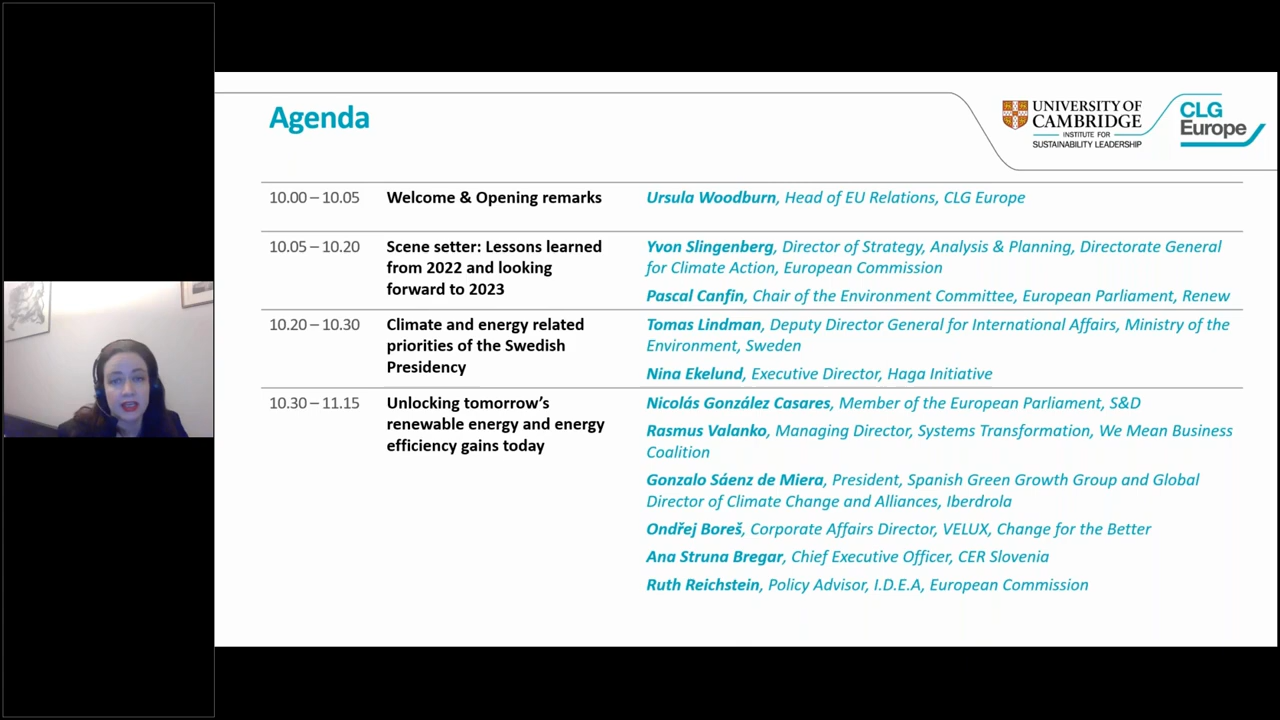 Agenda
UNIVERSITY OF
CAMBRIDGE
INSTITUTE FOR
SUSTAINABILITY LEADERSHIP
CLG
Europe
10.00 – 10.05 Welcome & Opening remarks Ursula Woodburn, Head of EU Relations, CLG Europe
10.05 – 10.20 Scene setter: Lessons learned
from 2022 and looking
forward to 2023
Yvon Slingenberg, Director of Strategy, Analysis & Planning, Directorate General
for Climate Action, European Commission
Pascal Canfin, Chair of the Environment Committee, European Parliament, Renew
10.20 – 10.30 Climate and energy related
priorities of the Swedish
Presidency
Tomas Lindman, Deputy Director General for International Affairs, Ministry of the
Environment, Sweden
Nina Ekelund, Executive Director, Haga Initiative
10.30 – 11.15 Unlocking tomorrow’s
renewable energy and energy
efficiency gains today
Nicolás González Casares, Member of the European Parliament, S&D
Rasmus Valanko, Managing Director, Systems Transformation, We Mean Business
Coalition
Gonzalo Sáenz de Miera, President, Spanish Green Growth Group and Global
Director of Climate Change and Alliances, Iberdrola
Ondřej Boreš, Corporate Affairs Director, VELUX, Change for the Better
Ana Struna Bregar, Chief Executive Officer, CER Slovenia
Ruth Reichstein, Policy Advisor, I.D.E.A, European Commission